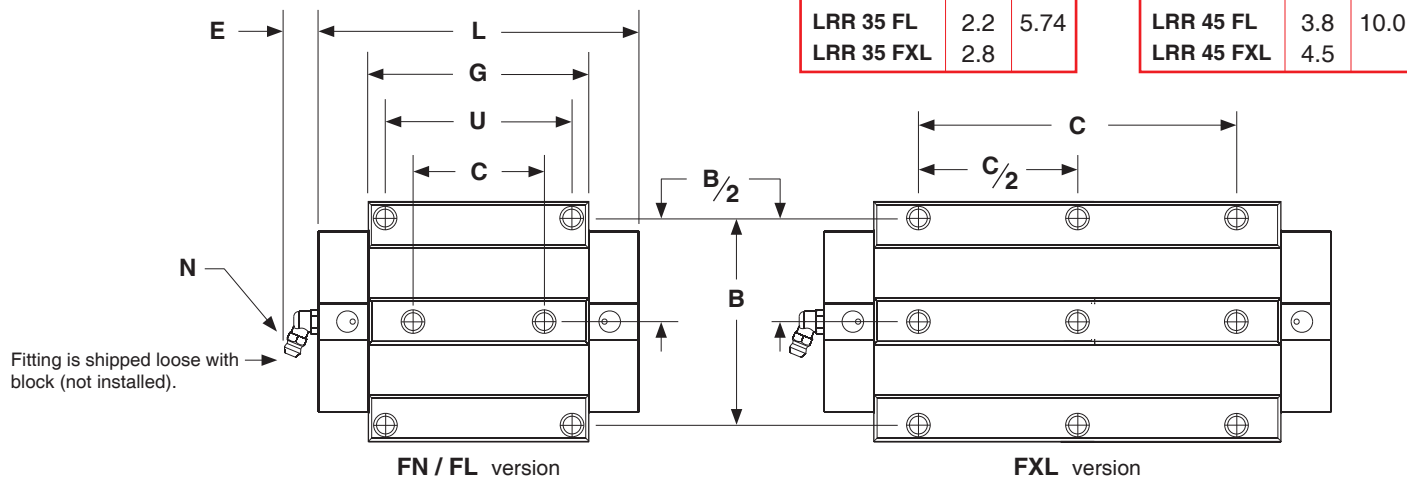 LRR 35 FL 2.2 5.74
LRR 35 FXL 2.8
LRR 45 FL 3.8 10.0
LRR 45 FXL 4.5
E
L
G
U
C
B/2
C
C/2
N
B
Fitting is shipped loose with
block (not installed).
FN / FL version
FXL version